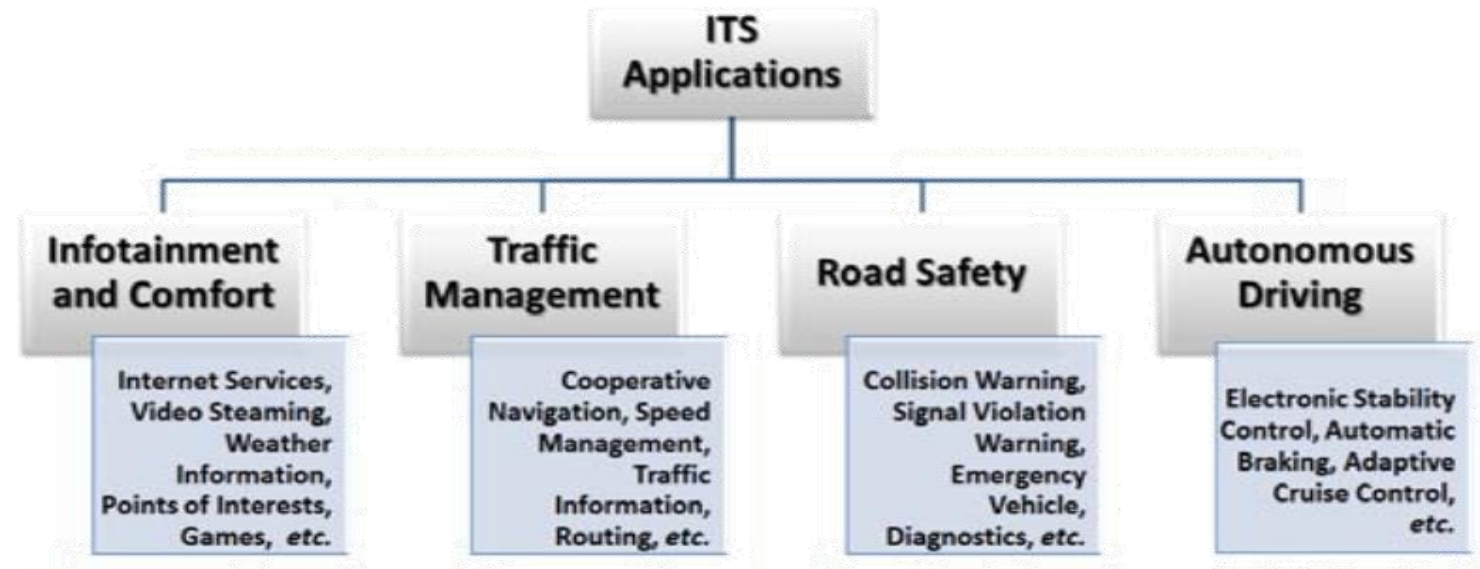 ITS
Applications
Infotainment
and Comfort
Internet Services,
Video Steaming,
Weather
Information,
Points of Interests,
Games, etc.
Traffic
Management
Cooperative
Navigation, Speed
Management,
Traffic
Information,
Routing, etc.
Road Safety
Collision Warning,
Signal Violation
Warning,
Emergency
Vehicle,
Diagnostics, etc.
Autonomous
Driving
Electronic Stability
Control, Automatic
Braking, Adaptive
Cruise Control,
etc.